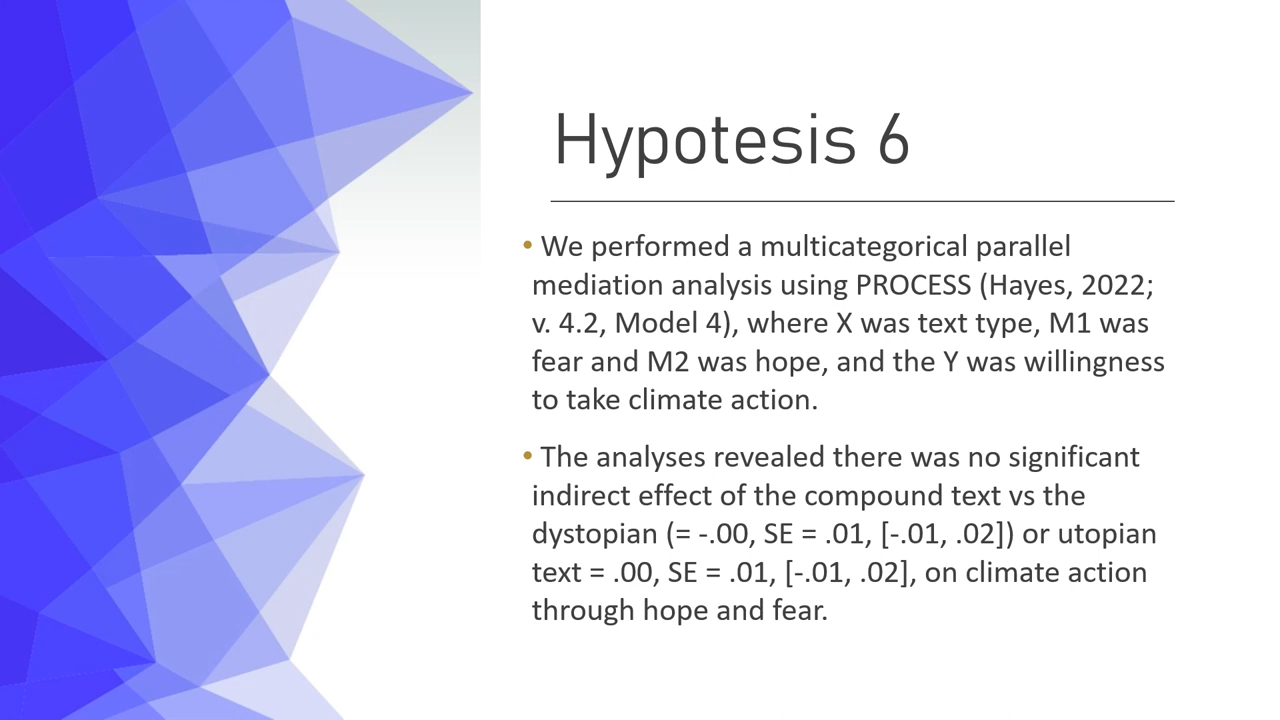 Hypotesis 6
• We performed a multicategorical parallel
mediation analysis using PROCESS (Hayes, 2022;
v. 4.2, Model 4), where X was text type, M1 was
fear and M2 was hope, and the Y was willingness
to take climate action.
• The analyses revealed there was no significant
indirect effect of the compound text vs the
dystopian (= -.00, SE = .01, [-.01, .02]) or utopian
text = .00, SE = .01, [-.01, .02], on climate action
through hope and fear.